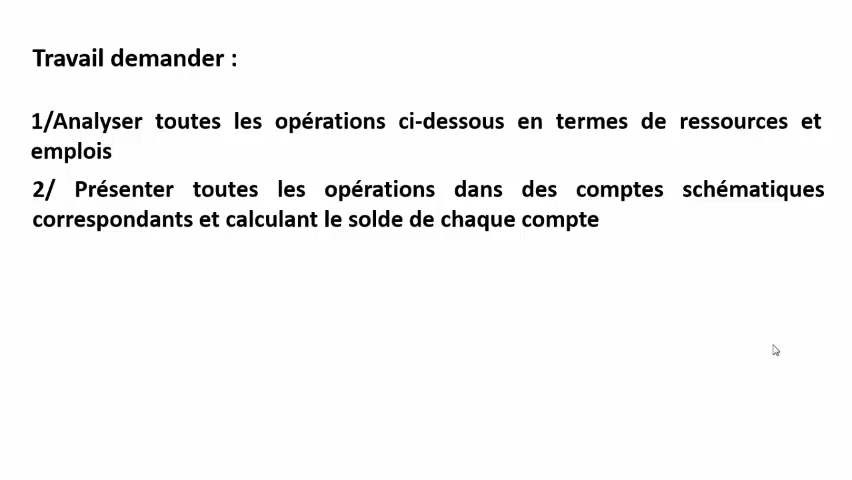 Travail demander :
1/Analyser toutes les opérations ci-dessous en termes de ressources et
emplois
2/ Présenter toutes les opérations dans des comptes schématiques
correspondants et calculant le solde de chaque compte